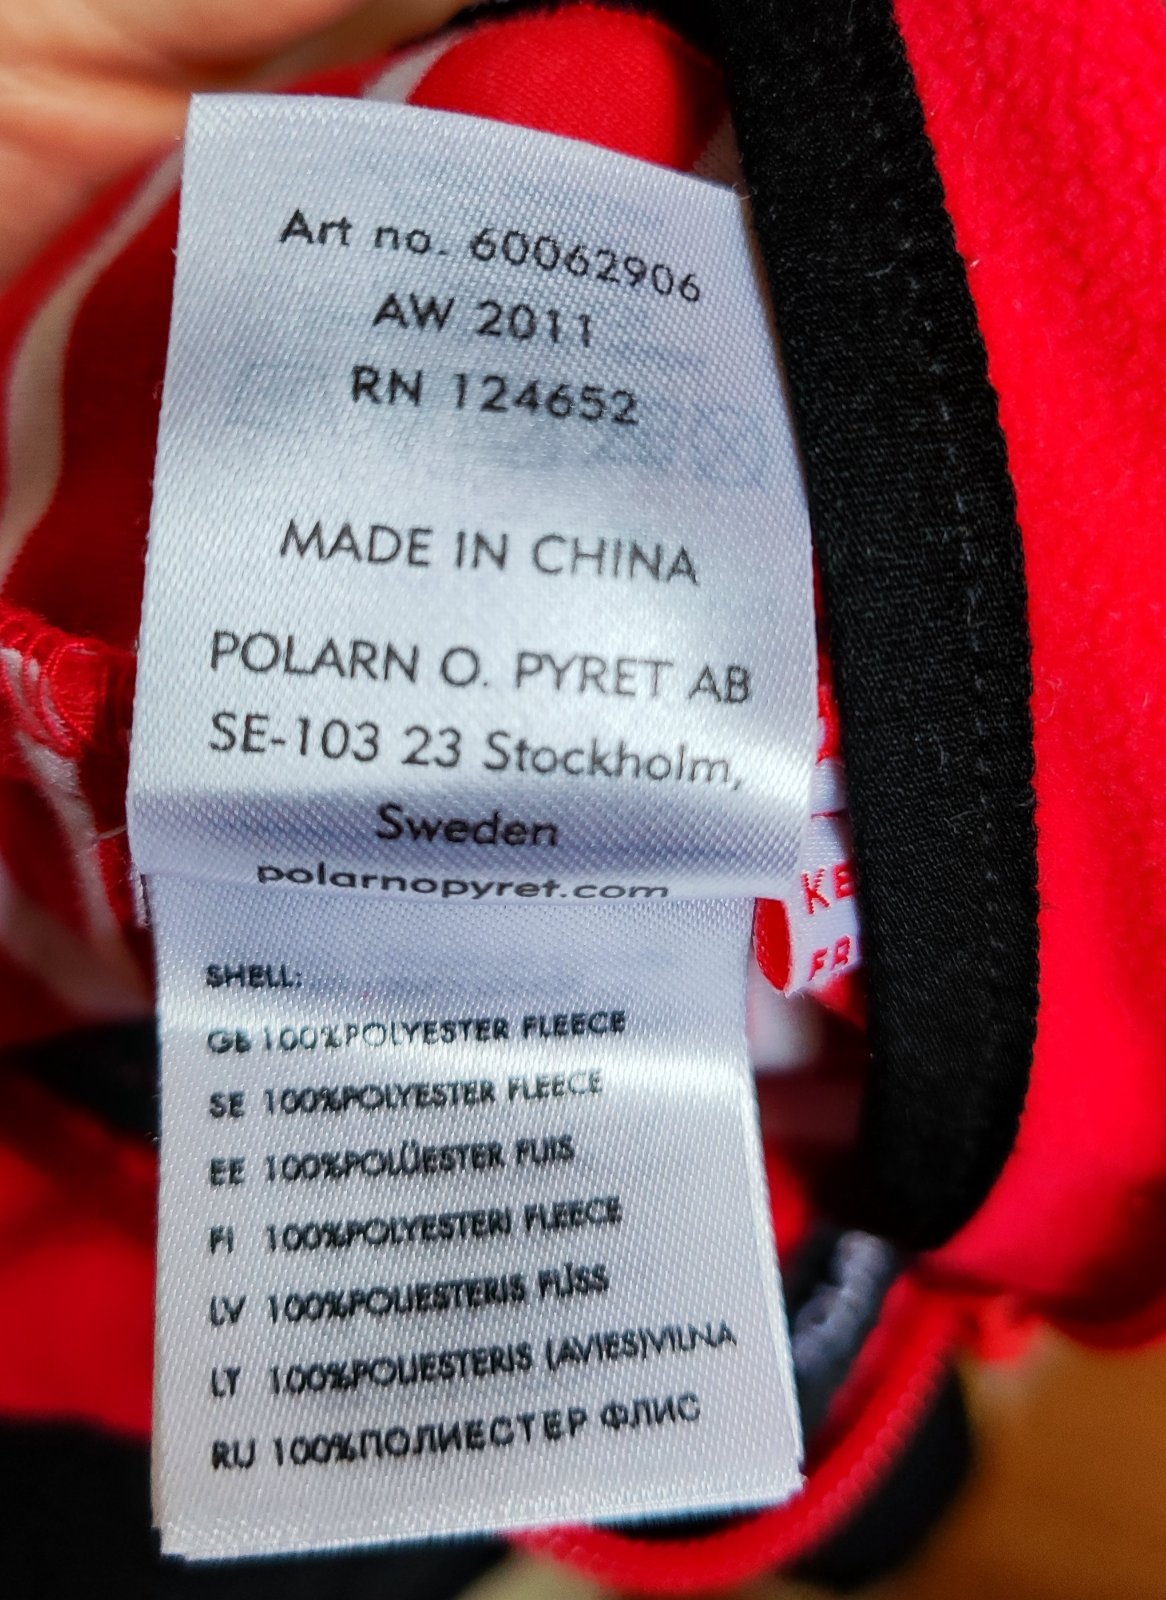 Art no. 60062906
AW 2011
RN 124652
MADE IN CHINA
POLARN O. PYRET AB
SE-103 23 Stockholm,
Sweden
polarnopyret.com
KE
FR
SHELL:
GB 100%POLYESTER FLEECE
SE 100%POLYESTER FLEECE
EE 100%POLÜESTER FLIIS
FI 100%POLYESTERI FLEECE
LV 100%POLIESTERIS FLĪSS
LT 100%POLIESTERIS (AVIES)VILNA
RU 100%ПОЛИЕСТЕР ФЛИС